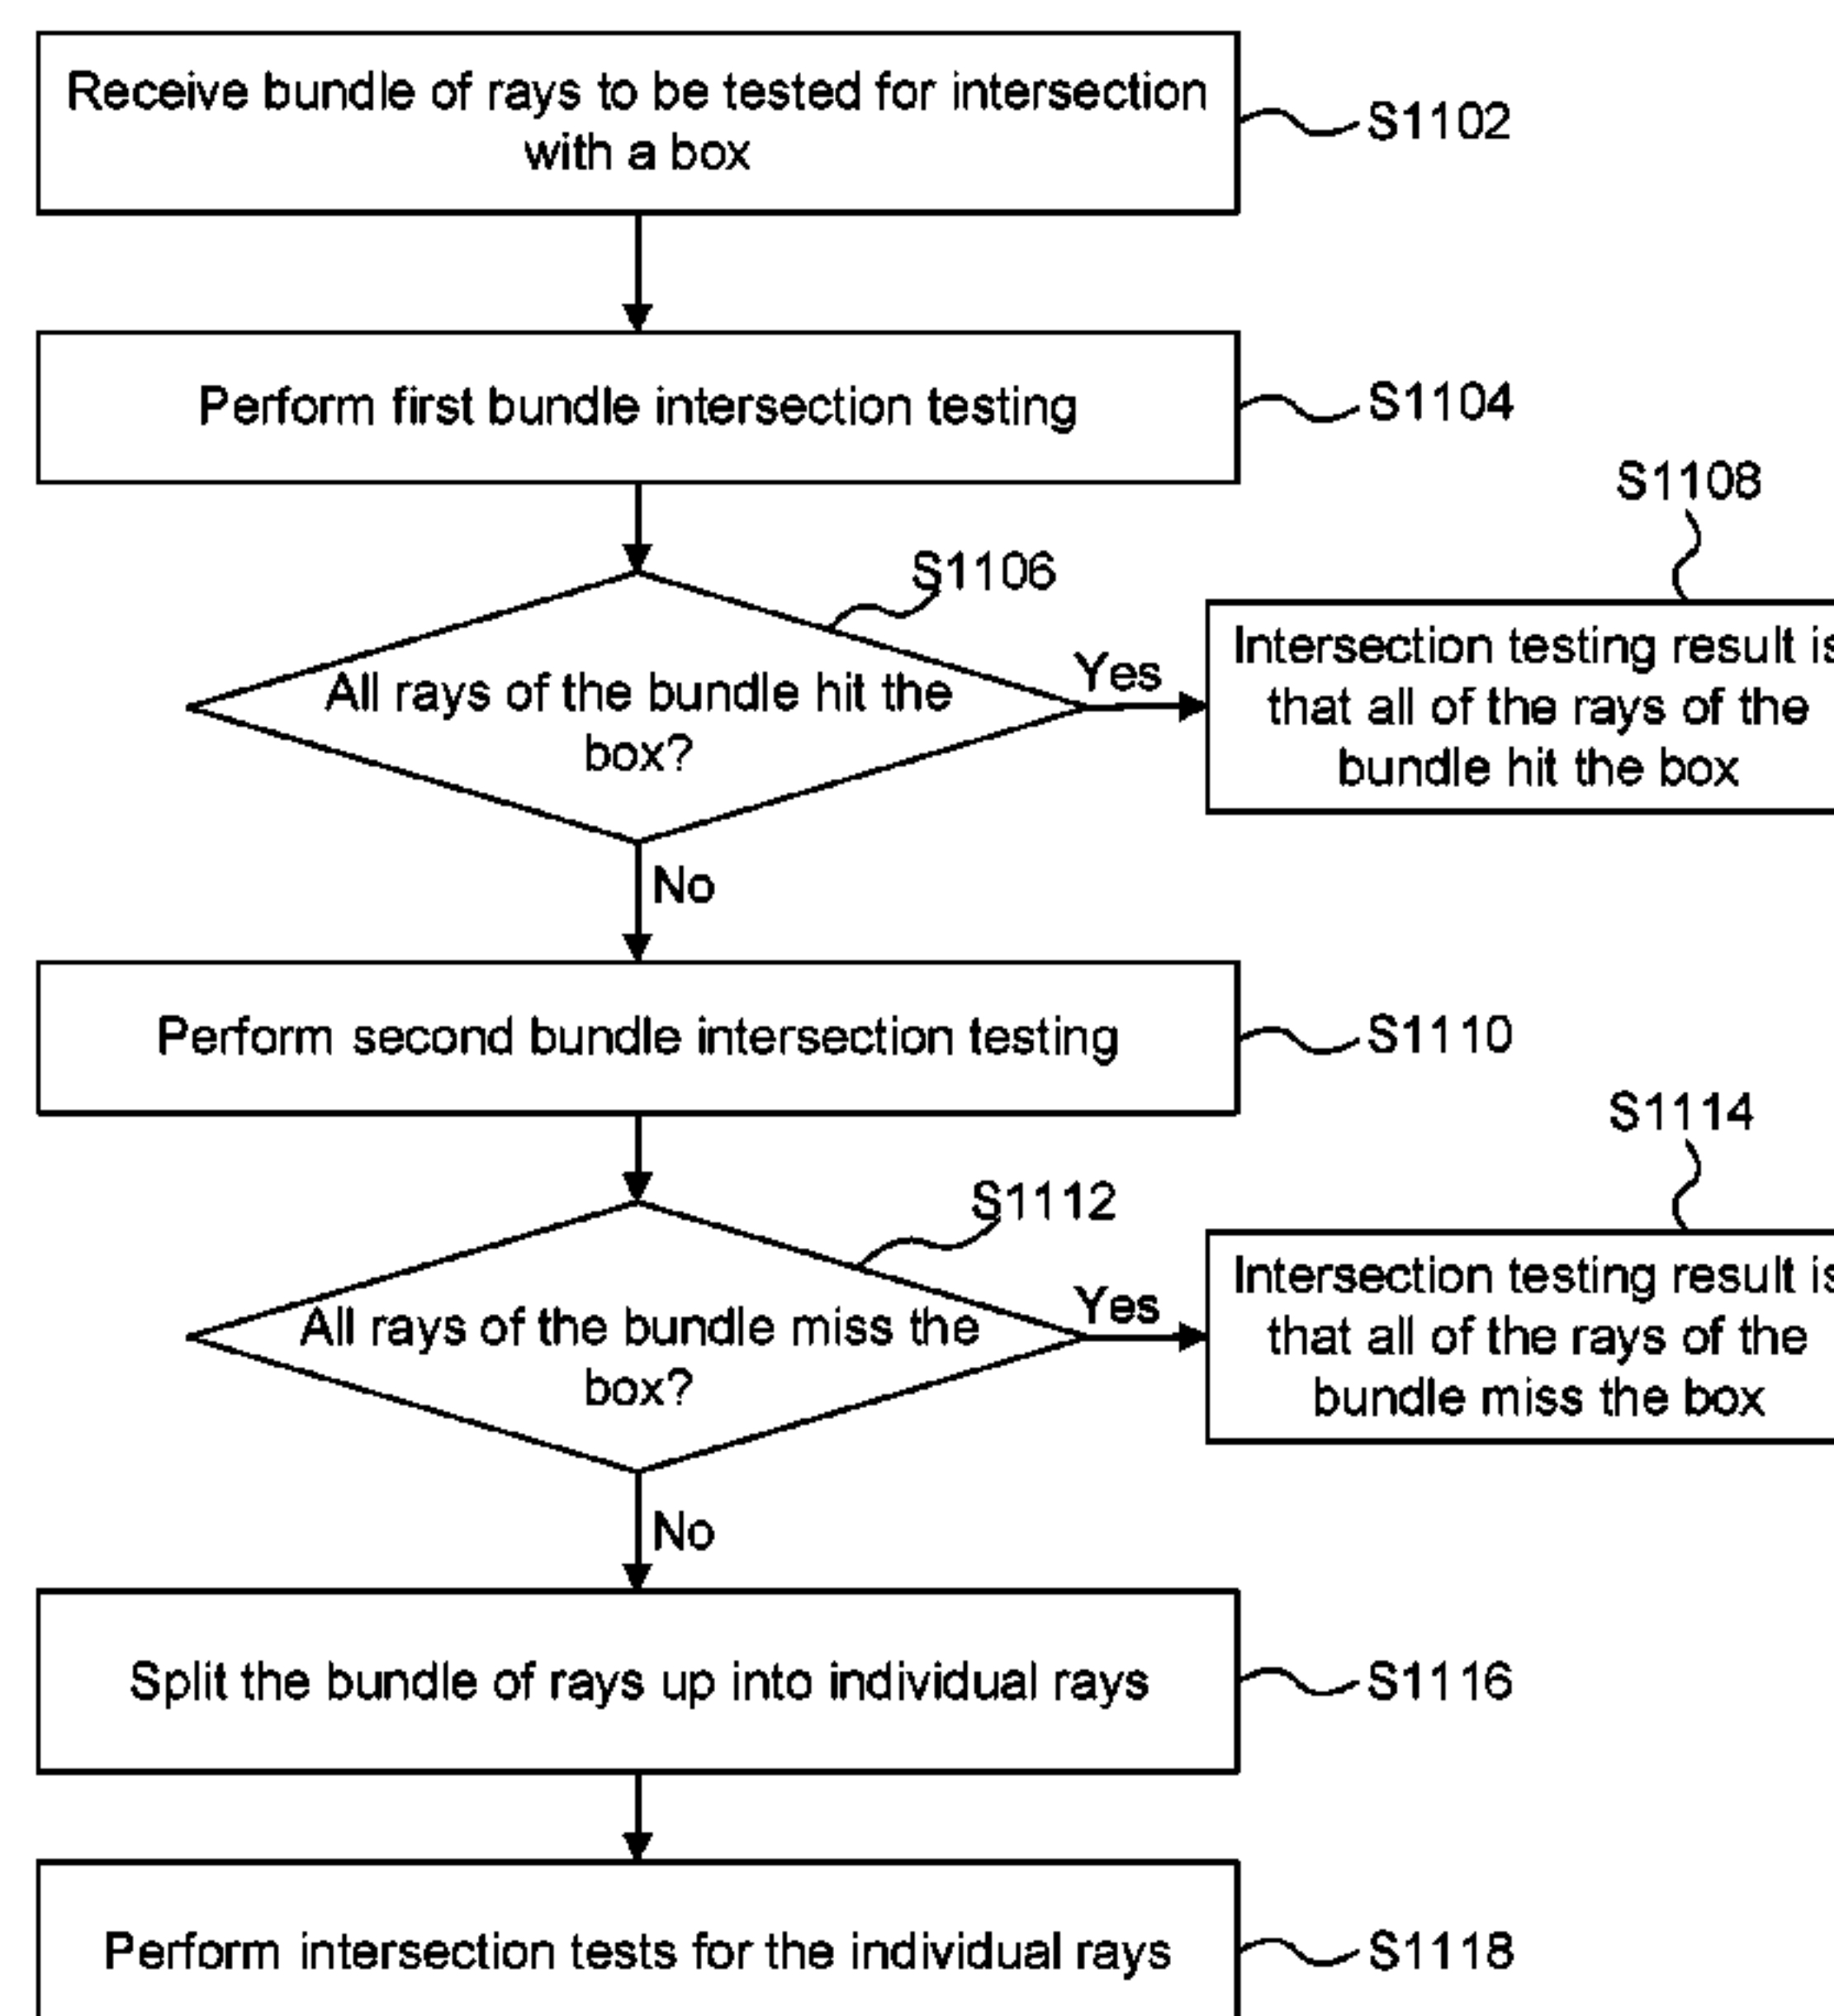 Receive bundle of rays to be tested for intersection
with a box
S1102
Perform first bundle intersection testing
S1104
S1108
S1106
All rays of the bundle hit the
box?
Yes
Intersection testing result is
that all of the rays of the
bundle hit the box
No
Perform second bundle intersection testing
S1110
S1114
S1112
All rays of the bundle miss the
box?
Yes
Intersection testing result is
that all of the rays of the
bundle miss the box
No
Split the bundle of rays up into individual rays
S1116
Perform intersection tests for the individual rays
S1118